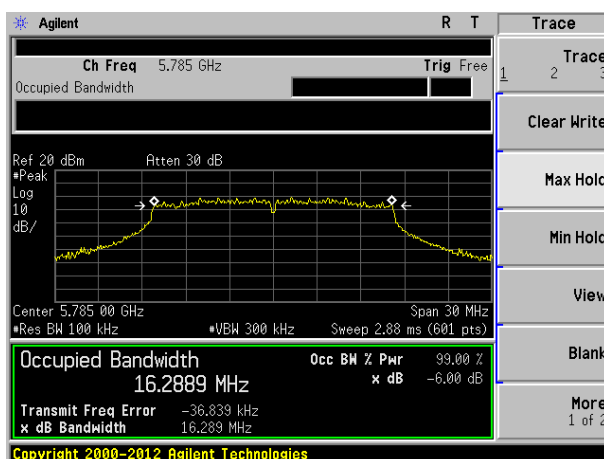 Agilent R T Trace
Ch Freq 5.785 GHz Trig Free
Occupied Bandwidth
Trace
1 2 3
Clear Write
Max Hold
Min Hold
View
Blank
More
1 of 2
Ref 20 dBm Atten 30 dB
#Peak
Log
10
dB/
Center 5.785 00 GHz Span 30 MHz
#Res BW 100 kHz #VBW 300 kHz Sweep 2.88 ms (601 pts)
Occupied Bandwidth Occ BW % Pwr 99.00 %
16.2889 MHz x dB -6.00 dB
Transmit Freq Error -36.839 kHz
x dB Bandwidth 16.289 MHz
Copyright 2000-2012 Agilent Technologies